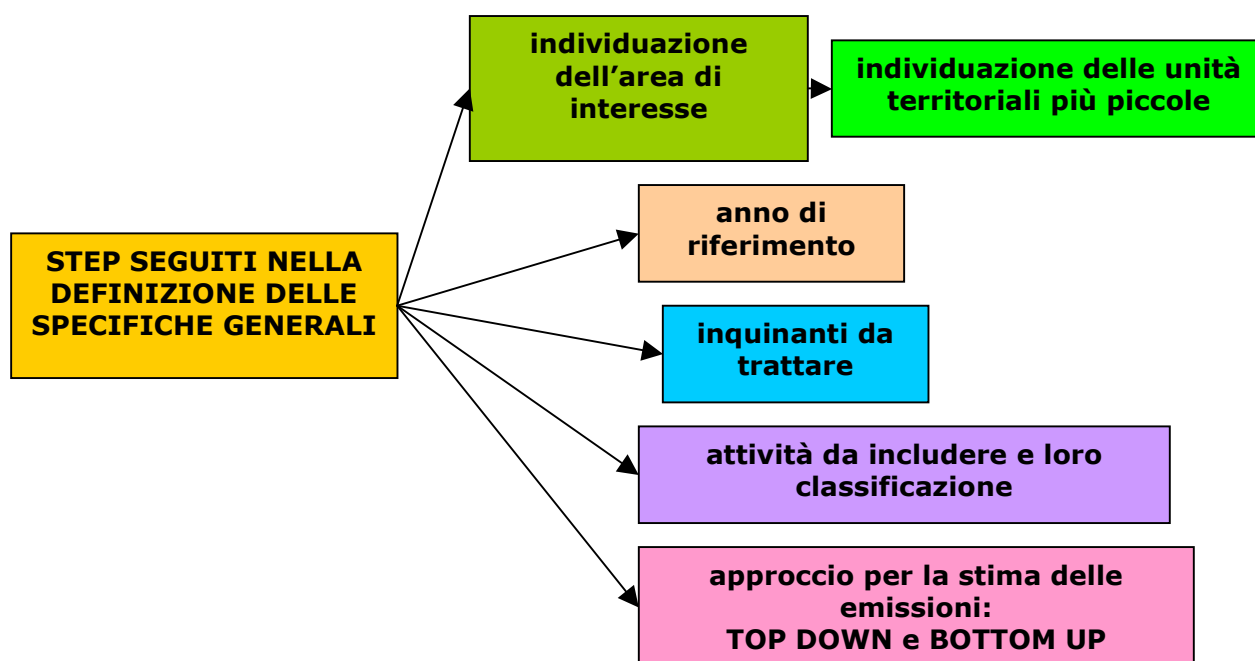 individuazione
dell’area di
interesse
individuazione delle unità
territoriali più piccole
anno di
riferimento
STEP SEGUITI NELLA
DEFINIZIONE DELLE
SPECIFICHE GENERALI
inquinanti da
trattare
attività da includere e loro
classificazione
approccio per la stima delle
emissioni:
TOP DOWN e BOTTOM UP